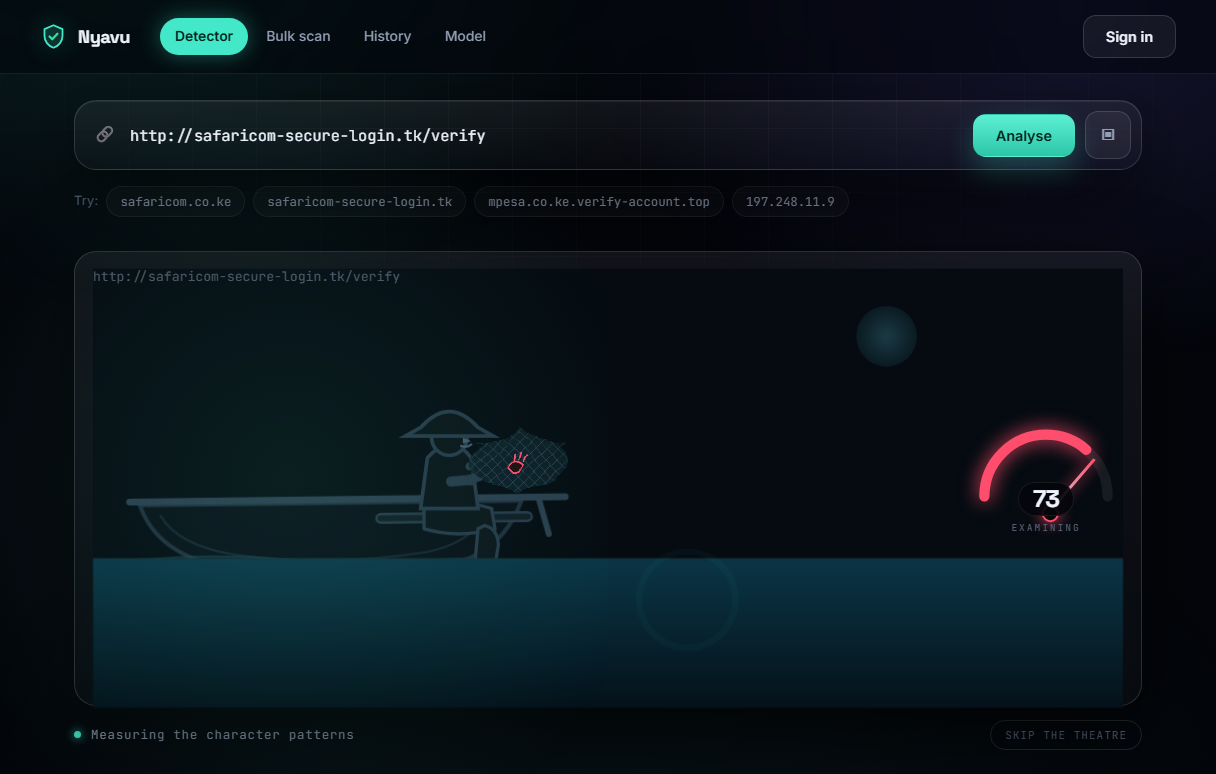 Nyavu
Detector
Bulk scan
History
Model
Sign in
http://safaricom-secure-login.tk/verify
Analyse
Try:
safaricom.co.ke
safaricom-secure-login.tk
mpesa.co.ke.verify-account.top
197.248.11.9
http://safaricom-secure-login.tk/verify
73
EXAMINING
Measuring the character patterns
SKIP THE THEATRE